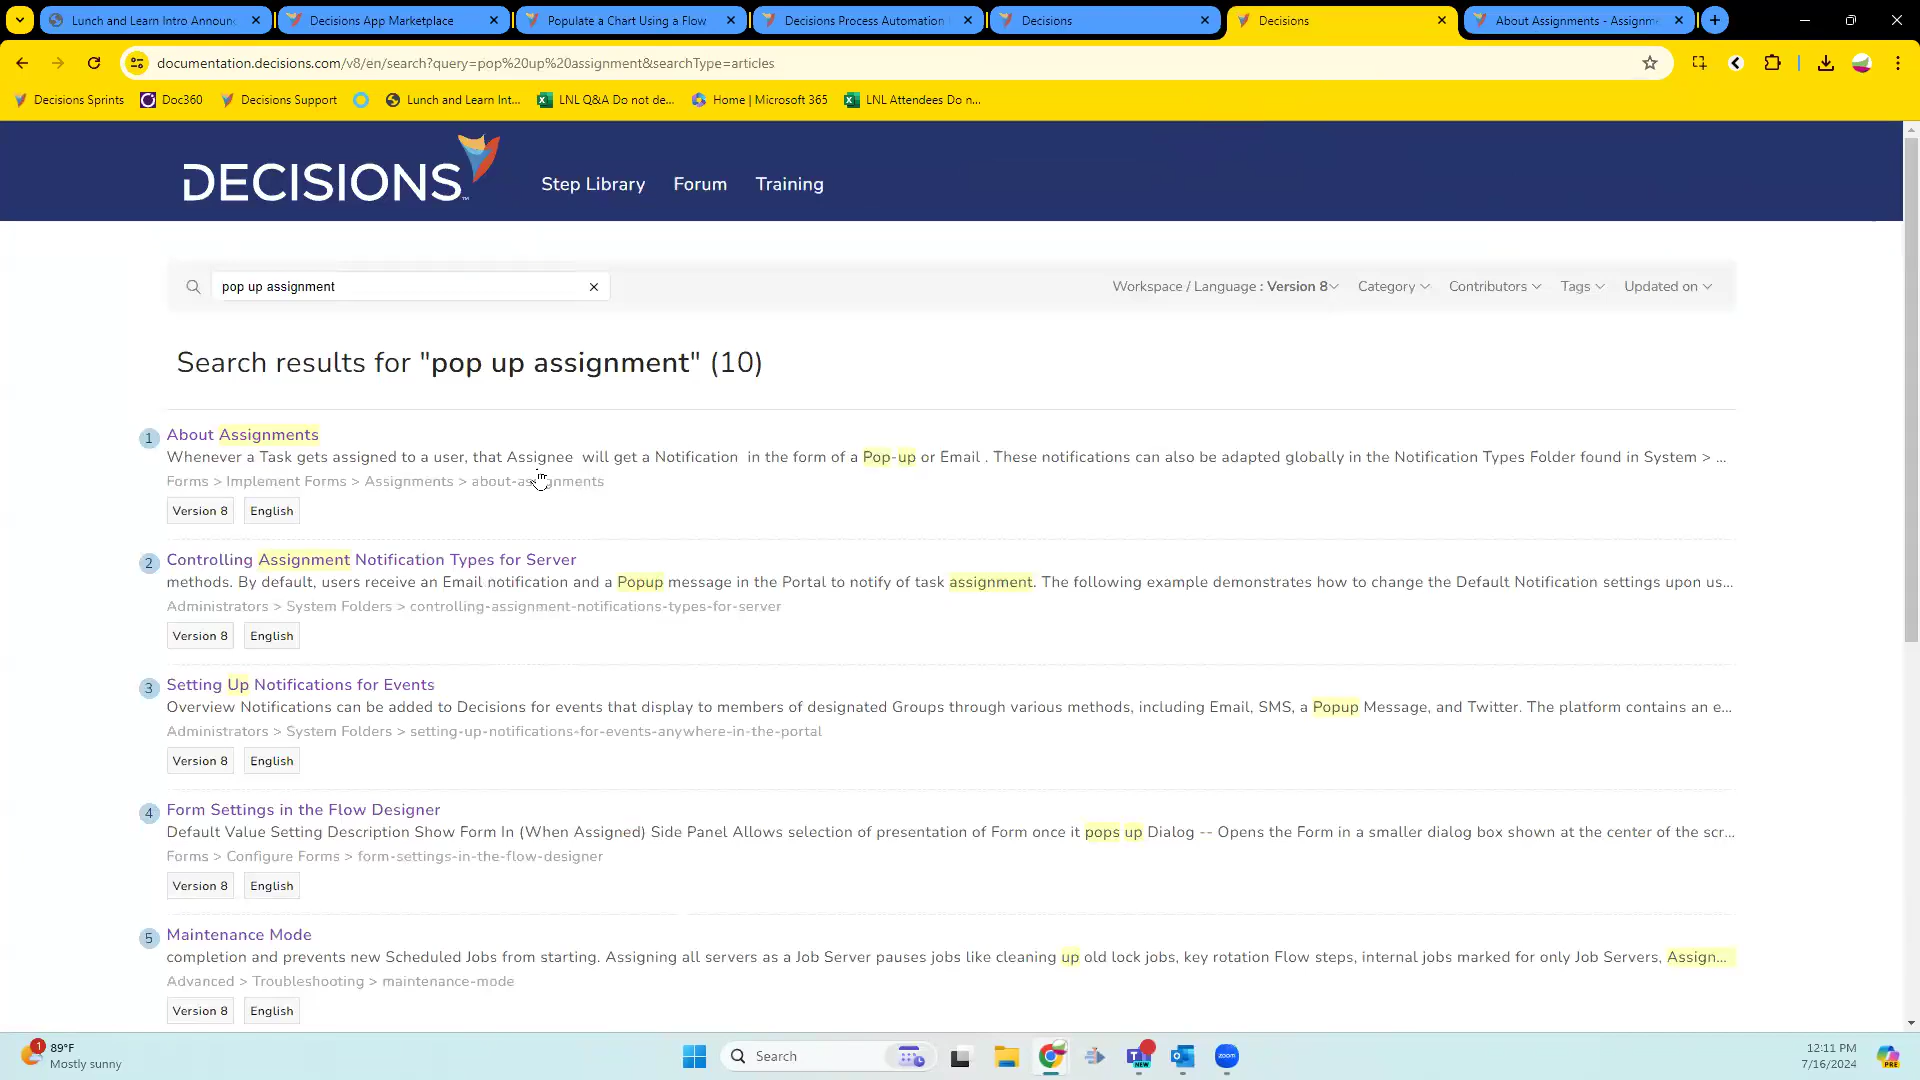 Lunch and Learn Intro Announ
Decisions App Marketplace
Populate a Chart Using a Flow
Decisions Process Automation
Decisions
Decisions
About Assignments - Assignm
documentation.decisions.com/v8/en/search?query=pop%20up%20assignment&searchType=articles
Decisions Sprints
Doc360
Decisions Support
Lunch and Learn Int...
LNL Q&A Do not de...
Home | Microsoft 365
LNL Attendees Do n...
DECISIONS
Step Library
Forum
Training
pop up assignment
Workspace / Language : Version 8
Category
Contributors
Tags
Updated on
Search results for "pop up assignment" (10)
1
About Assignments
Whenever a Task gets assigned to a user, that Assignee will get a Notification in the form of a Pop-up or Email . These notifications can also be adapted globally in the Notification Types Folder found in System > ...
Forms > Implement Forms > Assignments > about-assignments
Version 8
English
2
Controlling Assignment Notification Types for Server
methods. By default, users receive an Email notification and a Popup message in the Portal to notify of task assignment. The following example demonstrates how to change the Default Notification settings upon us...
Administrators > System Folders > controlling-assignment-notifications-types-for-server
Version 8
English
3
Setting Up Notifications for Events
Overview Notifications can be added to Decisions for events that display to members of designated Groups through various methods, including Email, SMS, a Popup Message, and Twitter. The platform contains an e...
Administrators > System Folders > setting-up-notifications-for-events-anywhere-in-the-portal
Version 8
English
4
Form Settings in the Flow Designer
Default Value Setting Description Show Form In (When Assigned) Side Panel Allows selection of presentation of Form once it pops up Dialog -- Opens the Form in a smaller dialog box shown at the center of the scr...
Forms > Configure Forms > form-settings-in-the-flow-designer
Version 8
English
5
Maintenance Mode
completion and prevents new Scheduled Jobs from starting. Assigning all servers as a Job Server pauses jobs like cleaning up old lock jobs, key rotation Flow steps, internal jobs marked for only Job Servers, Assign...
Advanced > Troubleshooting > maintenance-mode
Version 8
English
1
89°F
Mostly sunny
Search
NEW
zoom
12:11 PM
7/16/2024
PRE